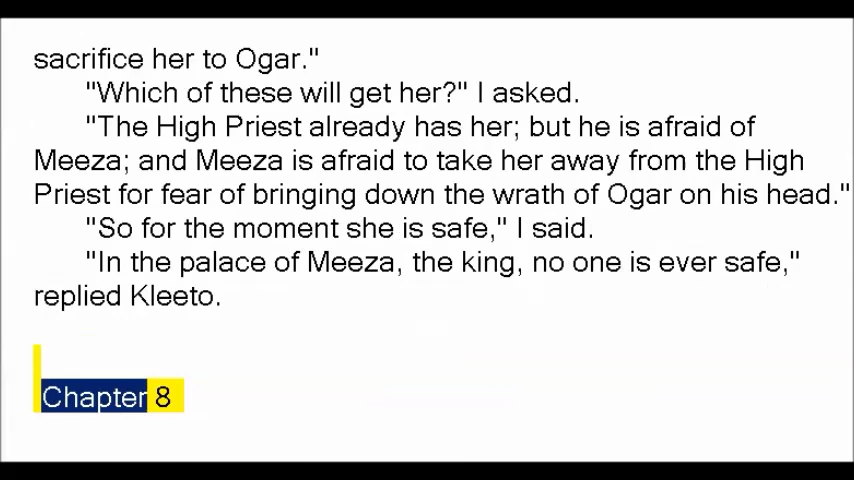 sacrifice her to Ogar."
"Which of these will get her?" I asked.
"The High Priest already has her; but he is afraid of
Meeza; and Meeza is afraid to take her away from the High
Priest for fear of bringing down the wrath of Ogar on his head."
"So for the moment she is safe," I said.
"In the palace of Meeza, the king, no one is ever safe,"
replied Kleeto.
Chapter 8